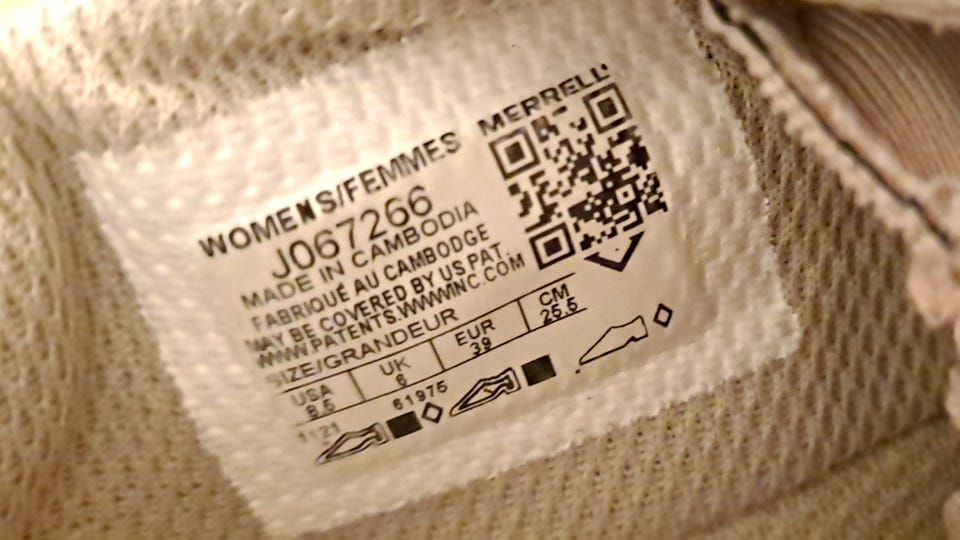 MERRELL
WOMENS/FEMMES
J067266
MADE IN CAMBODIA
FABRIQUÉ AU CAMBODGE
MAY BE COVERED BY US PAT.
WWW.PATENTS.WWWINC.COM
SIZE/GRANDEUR
USA UK EUR CM
8.5 6 39 25.5
1121 61975